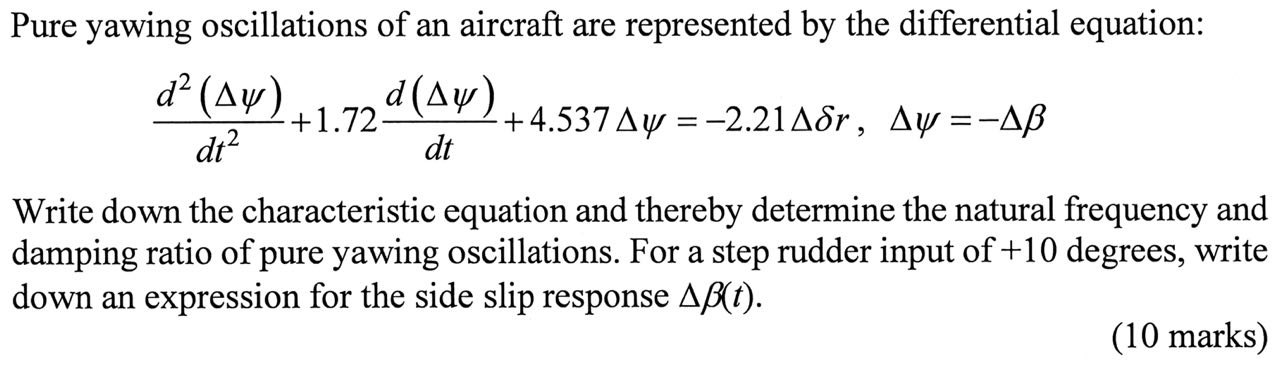 Pure yawing oscillations of an aircraft are represented by the differential equation:
d²(Δψ)/dt² + 1.72 d(Δψ)/dt + 4.537 Δψ = −2.21Δδr, Δψ = −Δβ
Write down the characteristic equation and thereby determine the natural frequency and
damping ratio of pure yawing oscillations. For a step rudder input of +10 degrees, write
down an expression for the side slip response Δβ(t).
(10 marks)